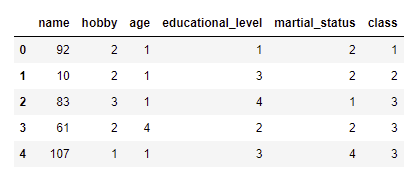 name hobby age educational_level martial_status class
0 92 2 1 1 2 1
1 10 2 1 3 2 2
2 83 3 1 4 1 3
3 61 2 4 2 2 3
4 107 1 1 3 4 3